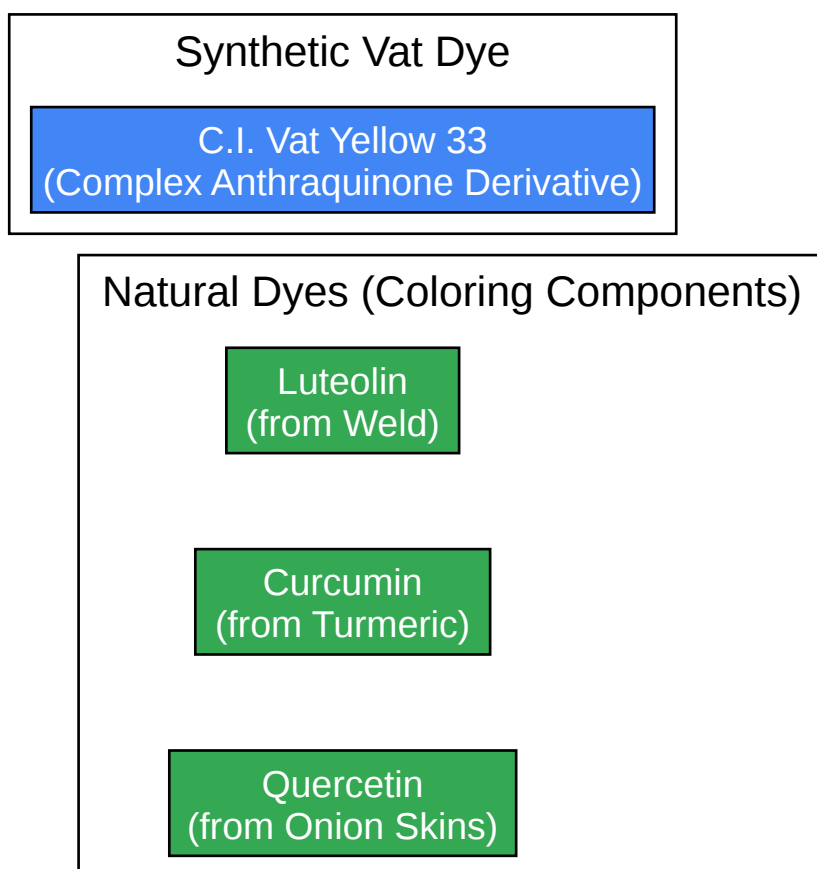 Synthetic Vat Dye
C.I. Vat Yellow 33
(Complex Anthraquinone Derivative)
Natural Dyes (Coloring Components)
Luteolin
(from Weld)
Curcumin
(from Turmeric)
Quercetin
(from Onion Skins)